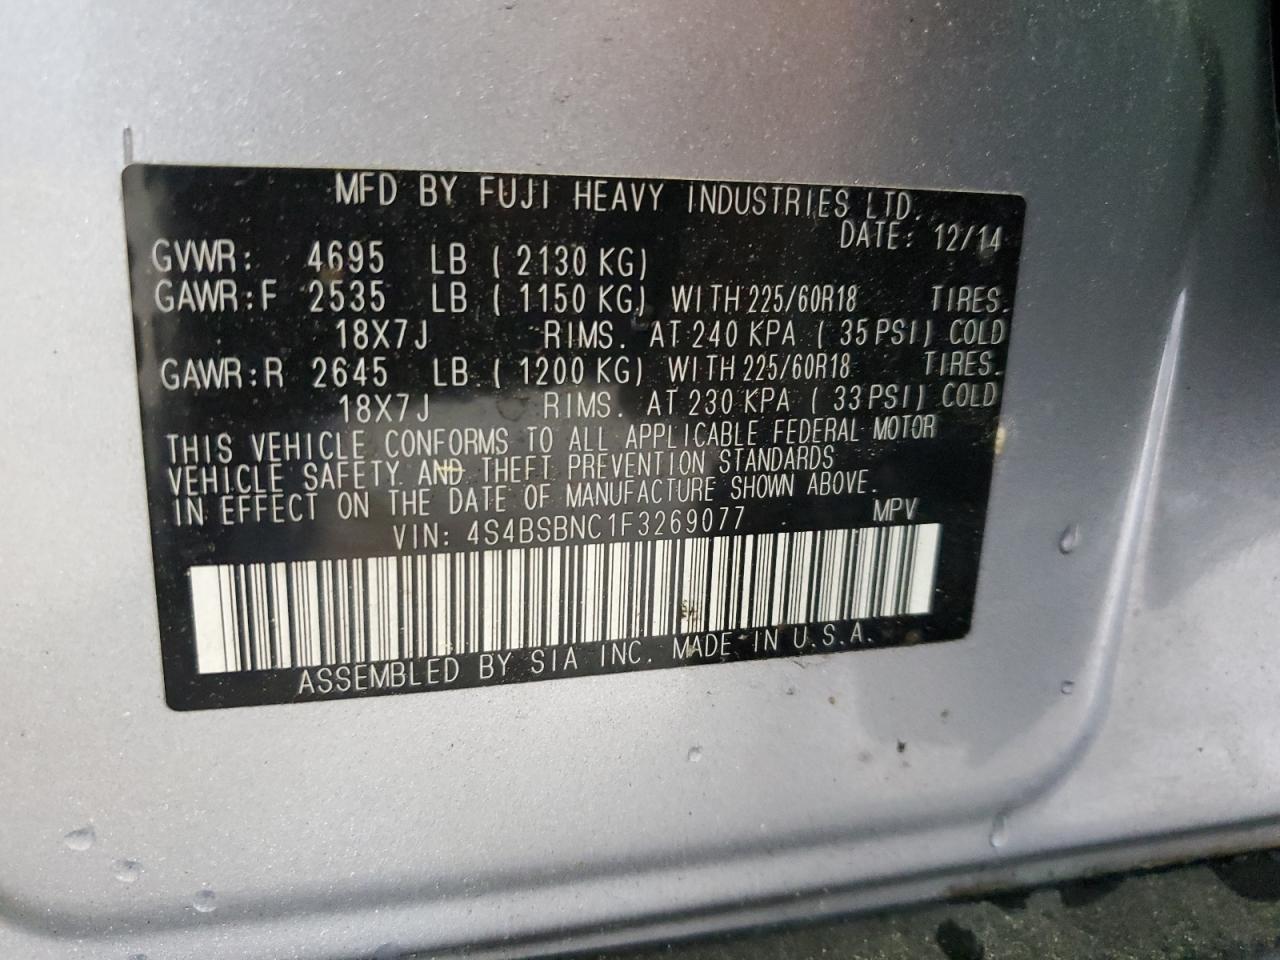 MFD BY FUJI HEAVY INDUSTRIES LTD.
DATE: 12/14
GVWR: 4695 LB ( 2130 KG)
GAWR:F 2535 LB ( 1150 KG) WITH 225/60R18 TIRES.
18X7J RIMS. AT 240 KPA ( 35 PSI) COLD
GAWR:R 2645 LB ( 1200 KG) WITH 225/60R18 TIRES.
18X7J RIMS. AT 230 KPA ( 33 PSI) COLD
THIS VEHICLE CONFORMS TO ALL APPLICABLE FEDERAL MOTOR
VEHICLE SAFETY AND THEFT PREVENTION STANDARDS
IN EFFECT ON THE DATE OF MANUFACTURE SHOWN ABOVE.
VIN: 4S4BSBNC1F3269077 MPV
ASSEMBLED BY SIA INC. MADE IN U.S.A.